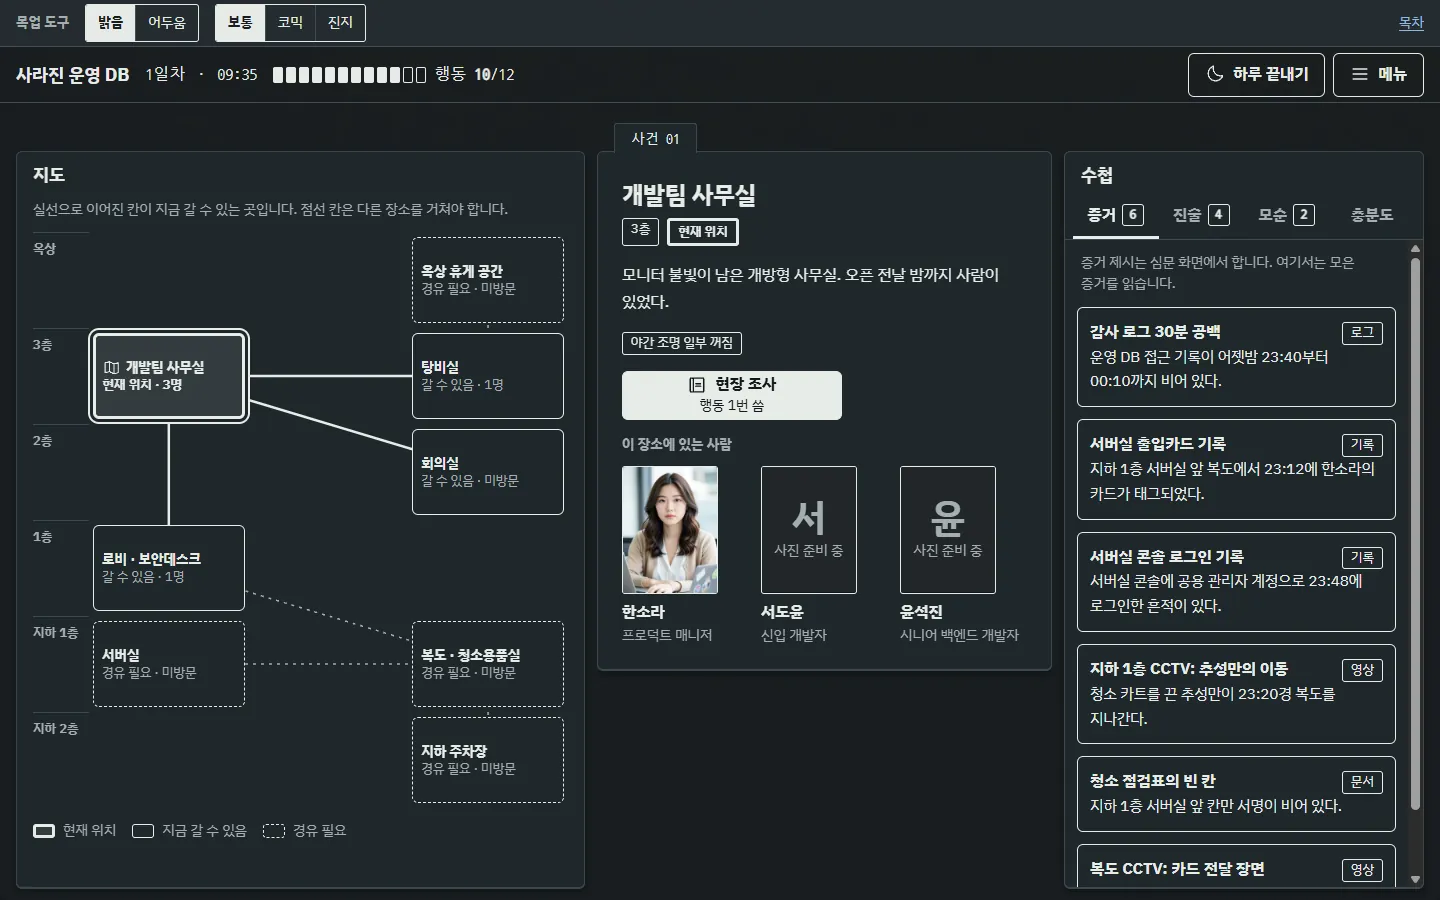 목업 도구
밝음
어두움
보통
코믹
진지
목차
사라진 운영 DB
1일차 · 09:35
행동 10/12
하루 끝내기
메뉴
지도
실선으로 이어진 칸이 지금 갈 수 있는 곳입니다. 점선 칸은 다른 장소를 거쳐야 합니다.
옥상
옥상 휴게 공간
경유 필요 · 미방문
3층
개발팀 사무실
현재 위치 · 3명
탕비실
갈 수 있음 · 1명
2층
회의실
갈 수 있음 · 미방문
1층
로비 · 보안데스크
갈 수 있음 · 1명
지하 1층
서버실
경유 필요 · 미방문
복도 · 청소용품실
경유 필요 · 미방문
지하 2층
지하 주차장
경유 필요 · 미방문
현재 위치
지금 갈 수 있음
경유 필요
사건 01
개발팀 사무실
3층
현재 위치
모니터 불빛이 남은 개방형 사무실. 오픈 전날 밤까지 사람이
있었다.
야간 조명 일부 꺼짐
현장 조사
행동 1번 씀
이 장소에 있는 사람
한소라
프로덕트 매니저
서
사진 준비 중
서도윤
신입 개발자
윤
사진 준비 중
윤석진
시니어 백엔드 개발자
수첩
증거 6
진술 4
모순 2
충분도
증거 제시는 심문 화면에서 합니다. 여기서는 모은
증거를 읽습니다.
감사 로그 30분 공백
로그
운영 DB 접근 기록이 어젯밤 23:40부터
00:10까지 비어 있다.
서버실 출입카드 기록
기록
지하 1층 서버실 앞 복도에서 23:12에 한소라의
카드가 태그되었다.
서버실 콘솔 로그인 기록
기록
서버실 콘솔에 공용 관리자 계정으로 23:48에
로그인한 흔적이 있다.
지하 1층 CCTV: 추성만의 이동
영상
청소 카트를 끈 추성만이 23:20경 복도를
지나간다.
청소 점검표의 빈 칸
문서
지하 1층 서버실 앞 칸만 서명이 비어 있다.
복도 CCTV: 카드 전달 장면
영상